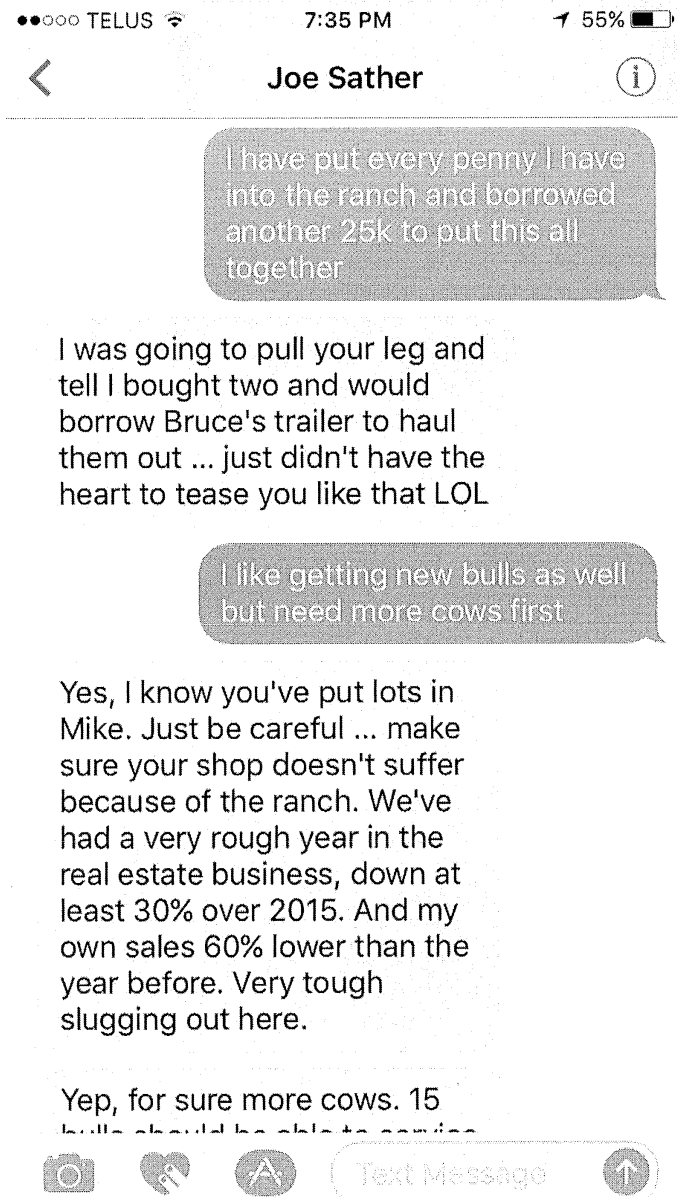 TELUS 7:35 PM 55%
Joe Sather
I have put every penny I have
into the ranch and borrowed
another 25k to put this all
together
I was going to pull your leg and
tell I bought two and would
borrow Bruce's trailer to haul
them out ... just didn't have the
heart to tease you like that LOL
I like getting new bulls as well
but need more cows first
Yes, I know you've put lots in
Mike. Just be careful ... make
sure your shop doesn't suffer
because of the ranch. We've
had a very rough year in the
real estate business, down at
least 30% over 2015. And my
own sales 60% lower than the
year before. Very tough
slugging out here.
Yep, for sure more cows. 15
bulls should be able to service
Text Message